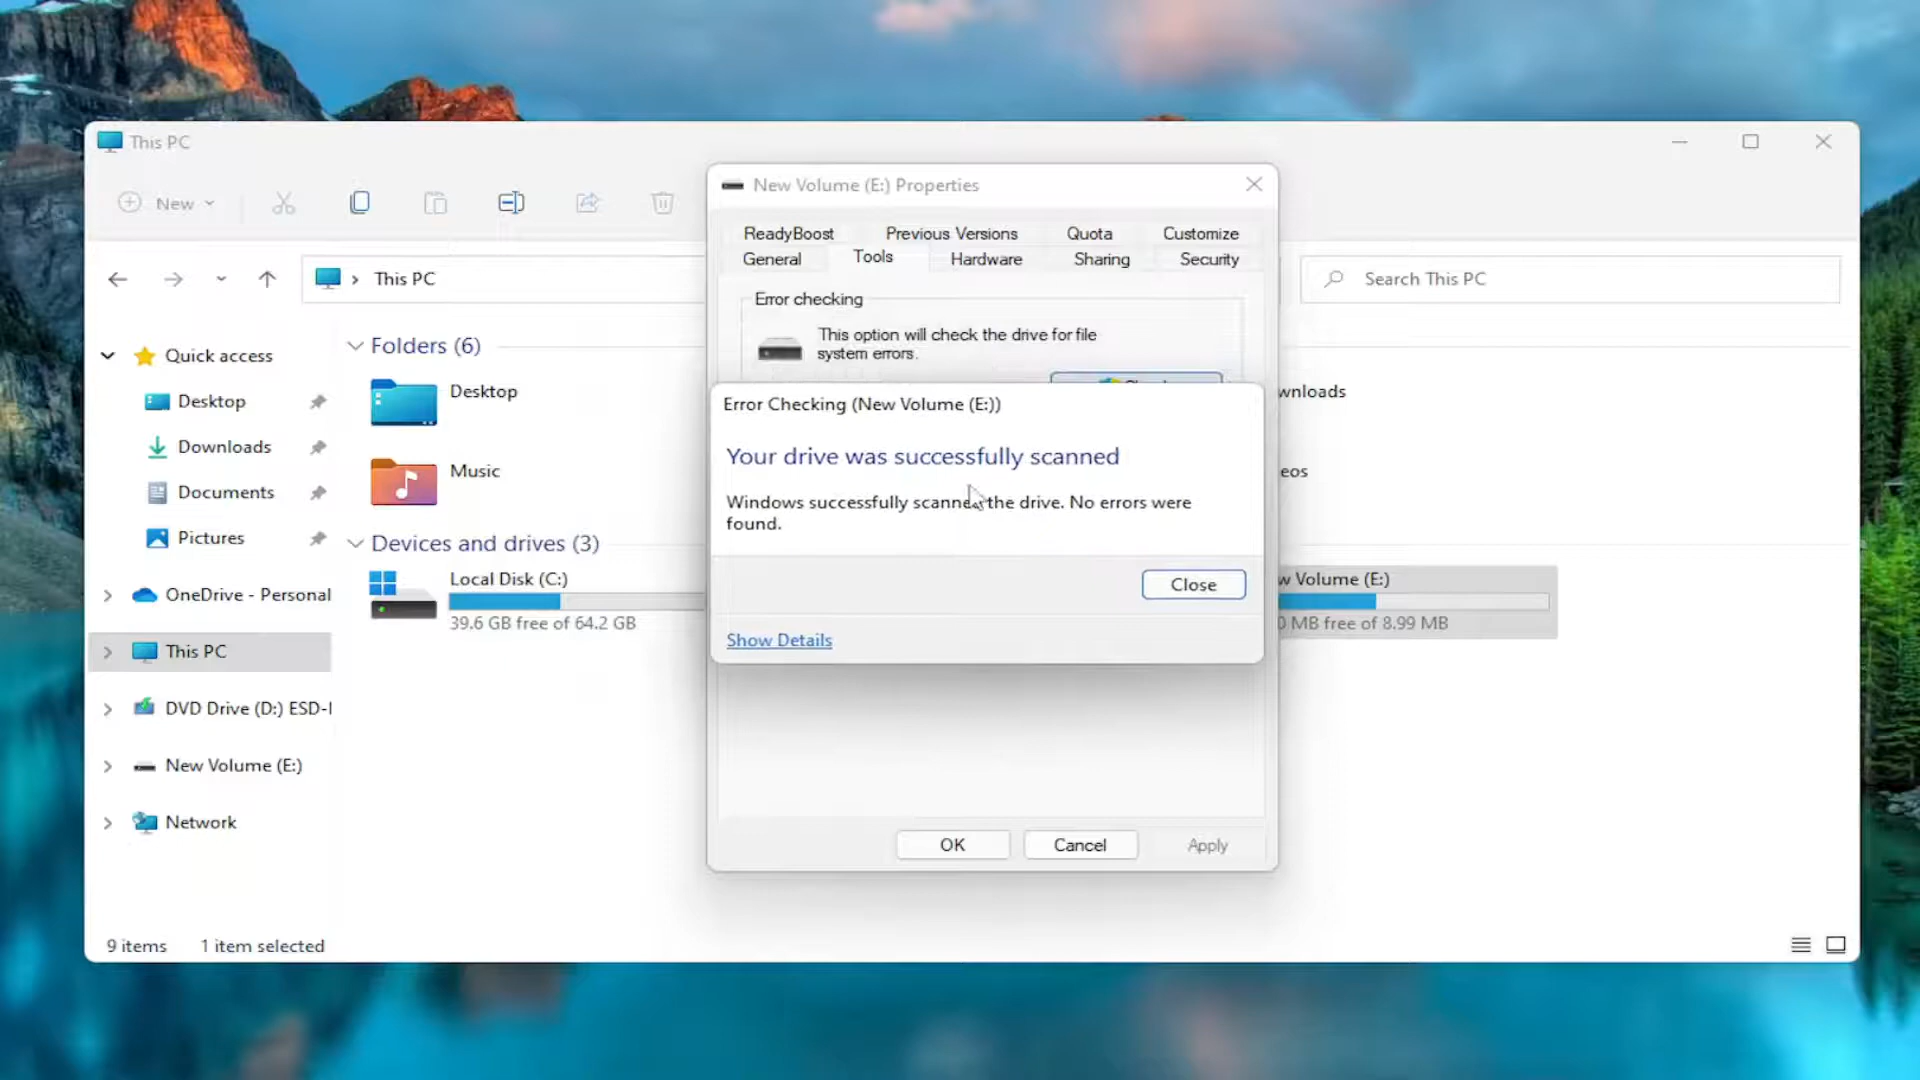 This PC
New
This PC
Search This PC
Quick access
Desktop
Downloads
Documents
Pictures
OneDrive - Personal
This PC
DVD Drive (D:) ESD-I
New Volume (E:)
Network
Folders (6)
Desktop
Music
wnloads
eos
Devices and drives (3)
Local Disk (C:)
39.6 GB free of 64.2 GB
w Volume (E:)
MB free of 8.99 MB
New Volume (E:) Properties
ReadyBoost Previous Versions Quota Customize
General Tools Hardware Sharing Security
Error checking
This option will check the drive for file
system errors.
Error Checking (New Volume (E:))
Your drive was successfully scanned
Windows successfully scanned the drive. No errors were
found.
Close
Show Details
OK Cancel Apply
9 items 1 item selected